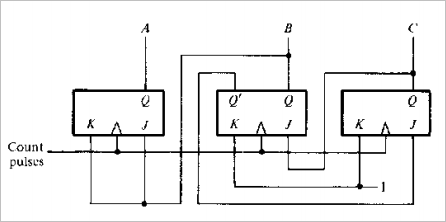 A B C
Q Q' Q Q
K J K J K J
Count
pulses
1